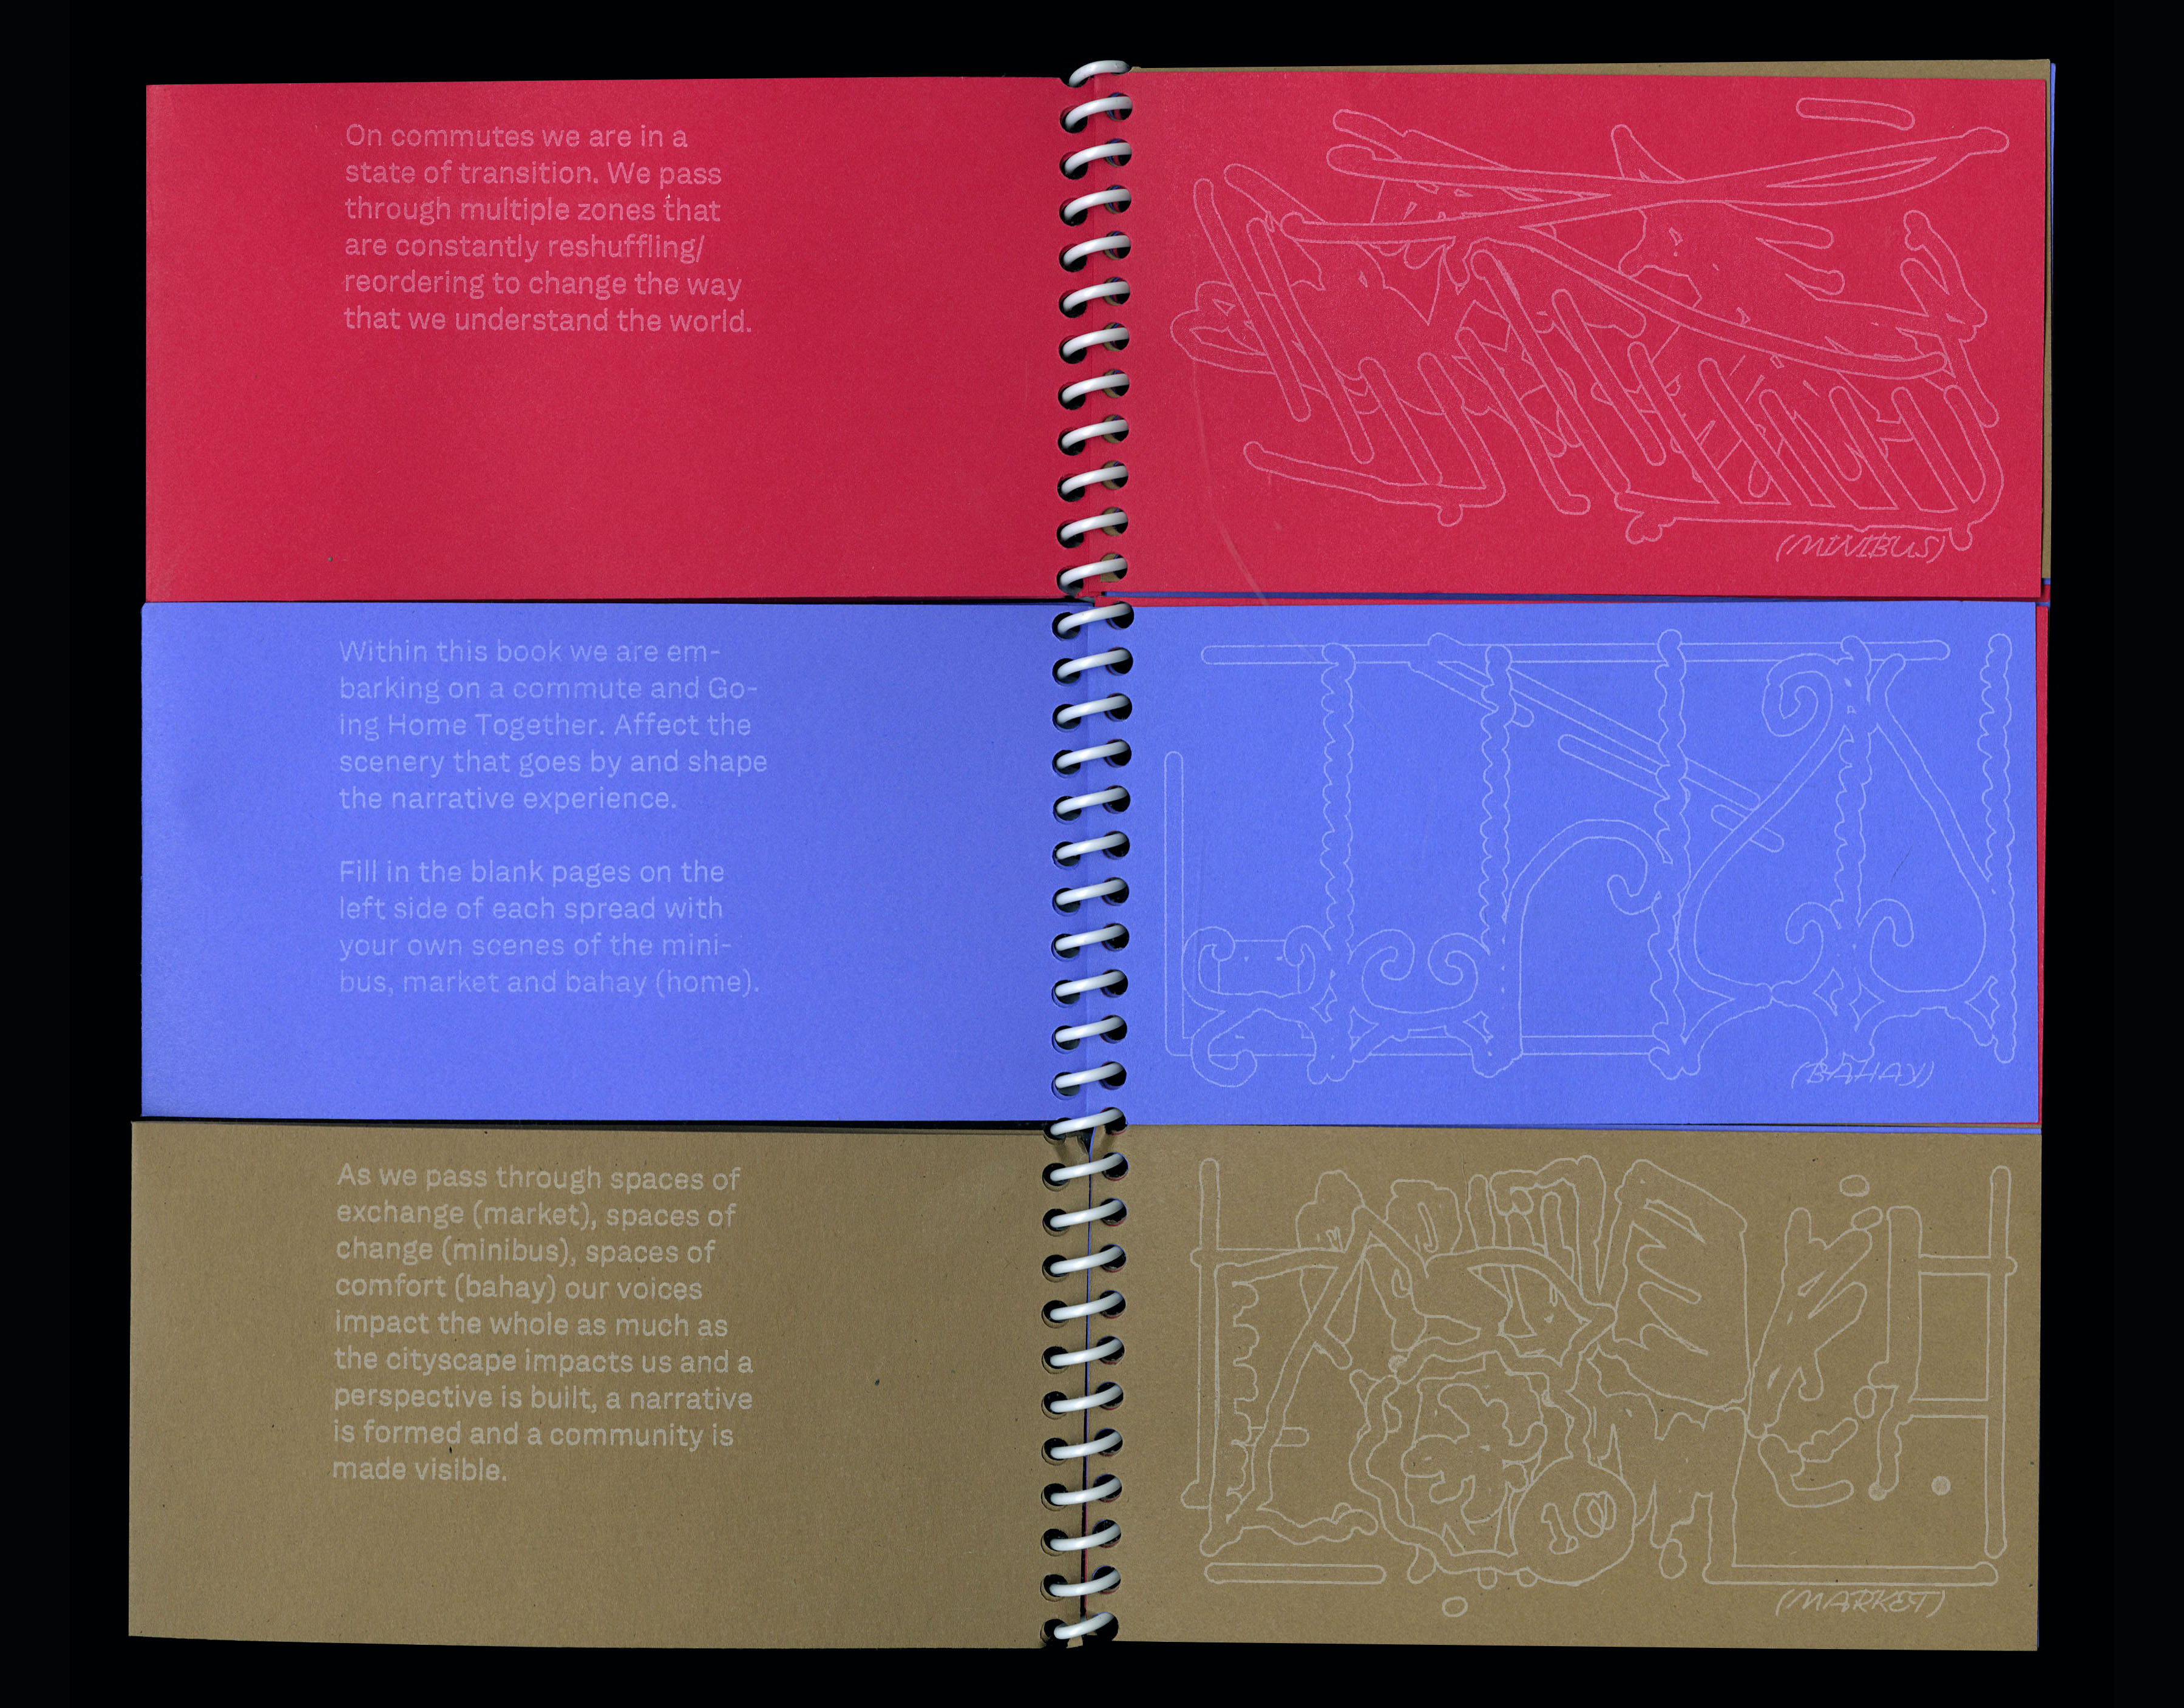 On commutes we are in a
state of transition. We pass
through multiple zones that
are constantly reshuffling/
reordering to change the way
that we understand the world.
(MINIBUS)
Within this book we are em-
barking on a commute and Go-
ing Home Together. Affect the
scenery that goes by and shape
the narrative experience.
Fill in the blank pages on the
left side of each spread with
your own scenes of the mini-
bus, market and bahay (home).
(BAHAY)
As we pass through spaces of
exchange (market), spaces of
change (minibus), spaces of
comfort (bahay) our voices
impact the whole as much as
the cityscape impacts us and a
perspective is built, a narrative
is formed and a community is
made visible.
10
(MARKET)